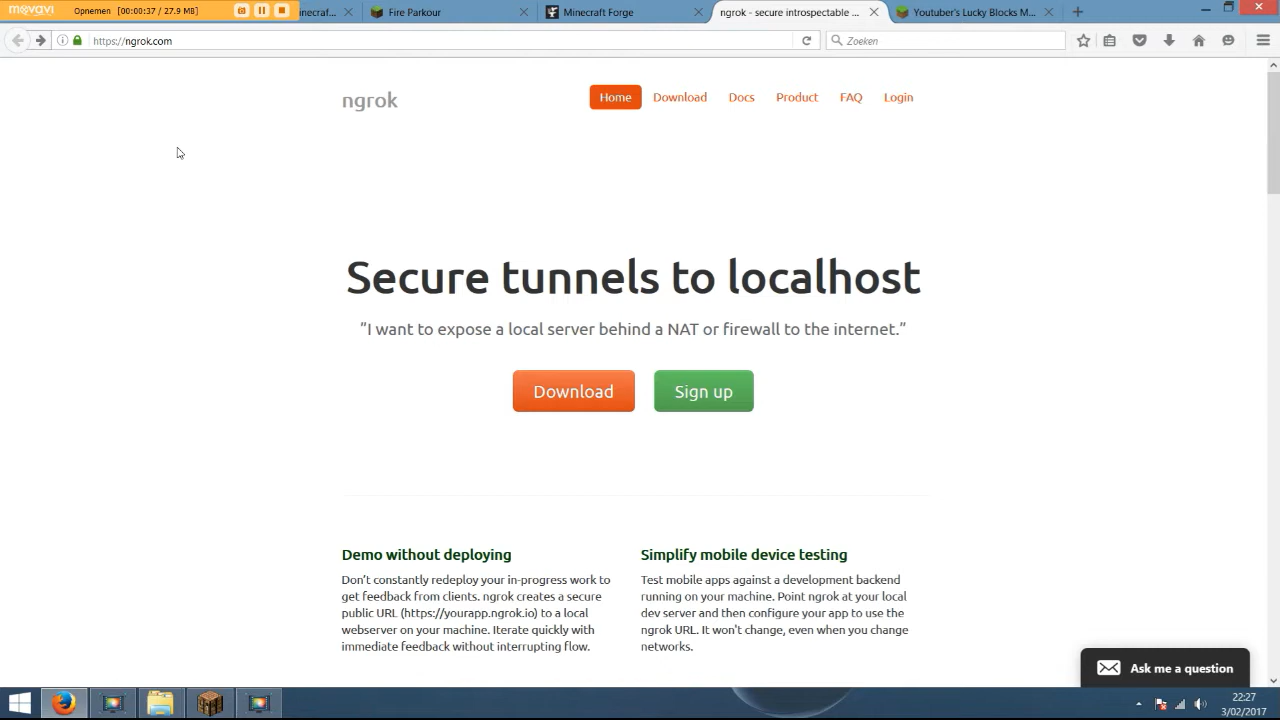 movavi Opnemen [00:00:37 / 27.9 MB]
inecraf...
Fire Parkour
Minecraft Forge
ngrok - secure introspectable ...
Youtuber's Lucky Blocks M...
https://ngrok.com
Zoeken
ngrok
Home Download Docs Product FAQ Login
Secure tunnels to localhost
"I want to expose a local server behind a NAT or firewall to the internet."
Download Sign up
Demo without deploying
Don't constantly redeploy your in-progress work to
get feedback from clients. ngrok creates a secure
public URL (https://yourapp.ngrok.io) to a local
webserver on your machine. Iterate quickly with
immediate feedback without interrupting flow.
Simplify mobile device testing
Test mobile apps against a development backend
running on your machine. Point ngrok at your local
dev server and then configure your app to use the
ngrok URL. It won't change, even when you change
networks.
Ask me a question
22:27
3/02/2017